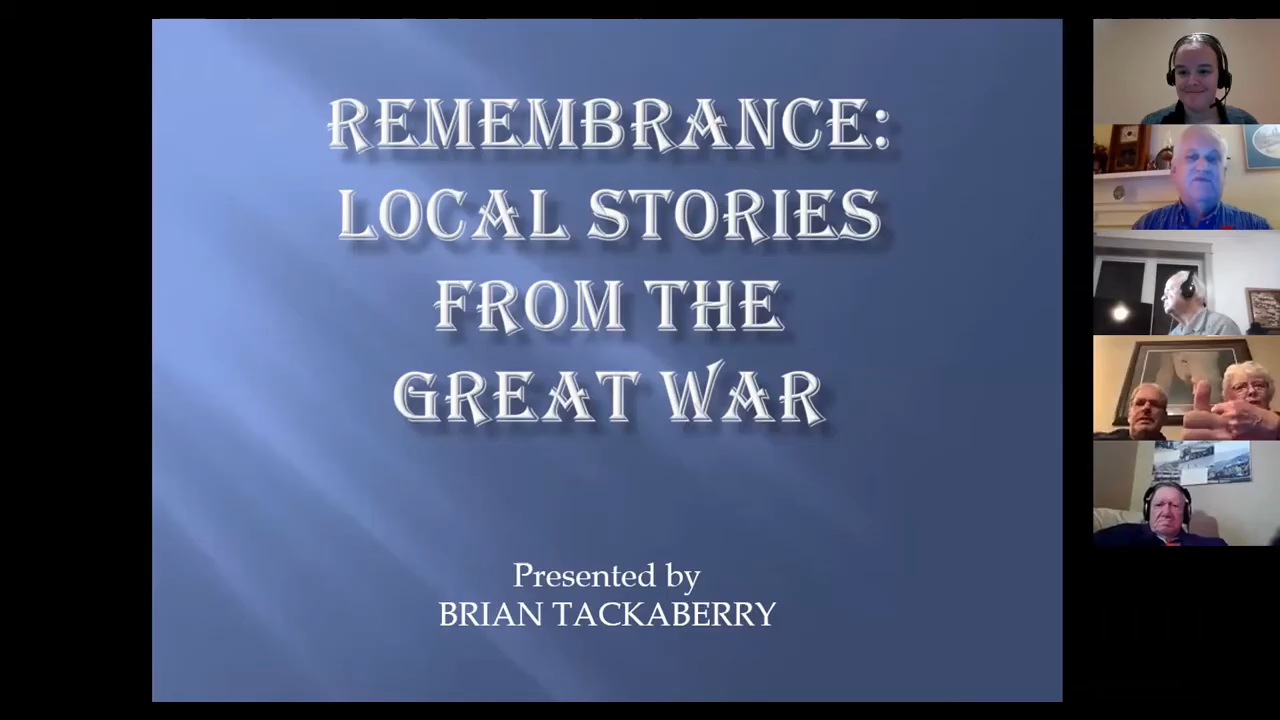 REMEMBRANCE:
LOCAL STORIES
FROM THE
GREAT WAR
Presented by
BRIAN TACKABERRY